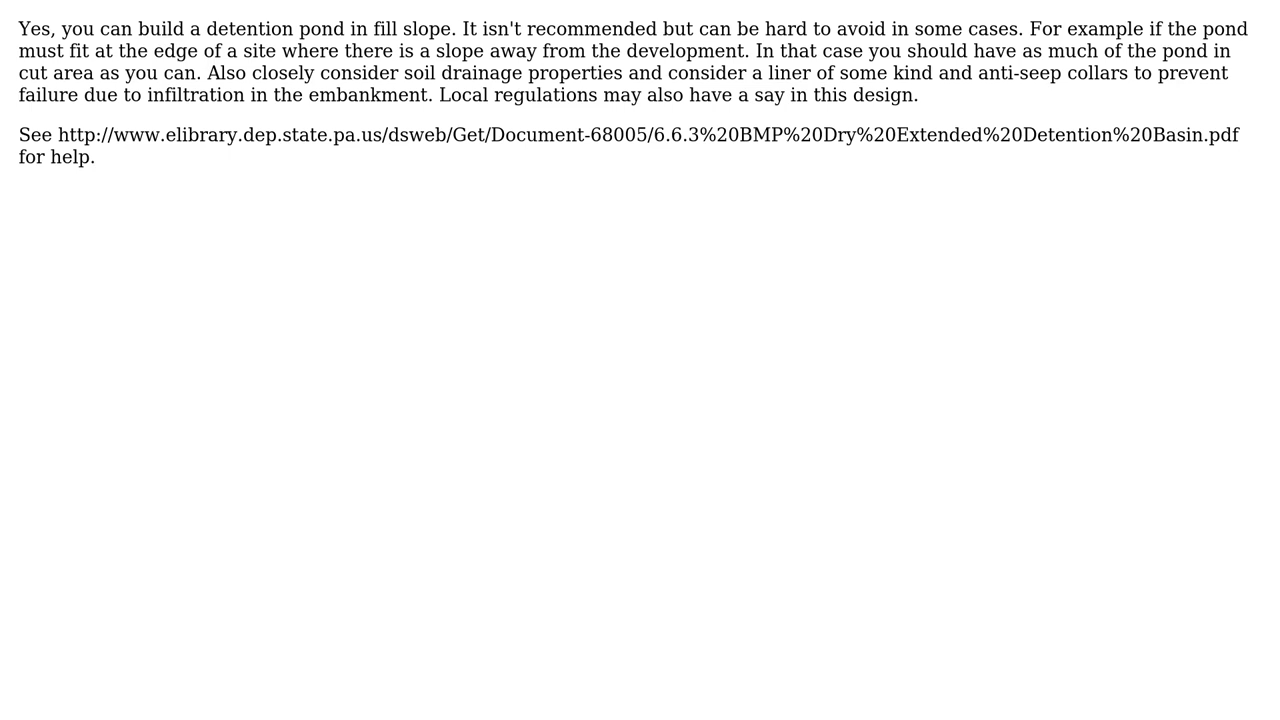 Yes, you can build a detention pond in fill slope. It isn't recommended but can be hard to avoid in some cases. For example if the pond
must fit at the edge of a site where there is a slope away from the development. In that case you should have as much of the pond in
cut area as you can. Also closely consider soil drainage properties and consider a liner of some kind and anti-seep collars to prevent
failure due to infiltration in the embankment. Local regulations may also have a say in this design.
See http://www.elibrary.dep.state.pa.us/dsweb/Get/Document-68005/6.6.3%20BMP%20Dry%20Extended%20Detention%20Basin.pdf
for help.